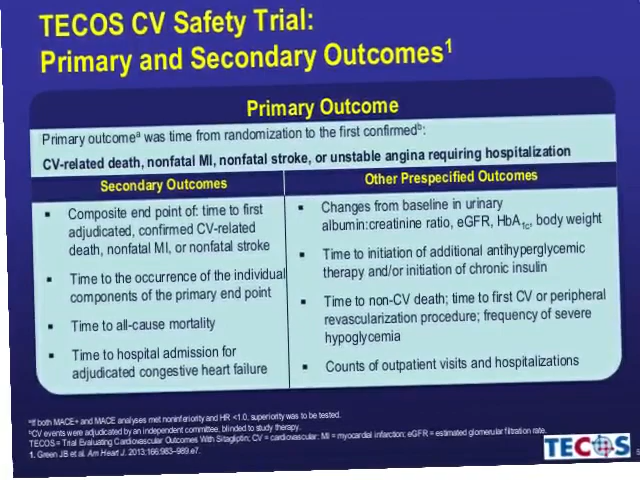 TECOS CV Safety Trial:
Primary and Secondary Outcomes¹
Primary Outcome
Primary outcomeᵃ was time from randomization to the first confirmedᵇ:
CV-related death, nonfatal MI, nonfatal stroke, or unstable angina requiring hospitalization
Secondary Outcomes
▪ Composite end point of: time to first
adjudicated, confirmed CV-related
death, nonfatal MI, or nonfatal stroke
▪ Time to the occurrence of the individual
components of the primary end point
▪ Time to all-cause mortality
▪ Time to hospital admission for
adjudicated congestive heart failure
Other Prespecified Outcomes
▪ Changes from baseline in urinary
albumin:creatinine ratio, eGFR, HbA₁c, body weight
▪ Time to initiation of additional antihyperglycemic
therapy and/or initiation of chronic insulin
▪ Time to non-CV death; time to first CV or peripheral
revascularization procedure; frequency of severe
hypoglycemia
▪ Counts of outpatient visits and hospitalizations
ᵃIf both MACE+ and MACE analyses met noninferiority and HR <1.0, superiority was to be tested.
ᵇCV events were adjudicated by an independent committee, blinded to study therapy.
TECOS = Trial Evaluating Cardiovascular Outcomes With Sitagliptin; CV = cardiovascular; MI = myocardial infarction; eGFR = estimated glomerular filtration rate.
1. Green JB et al. Am Heart J. 2013;166:983–989.e7.
TECOS
5